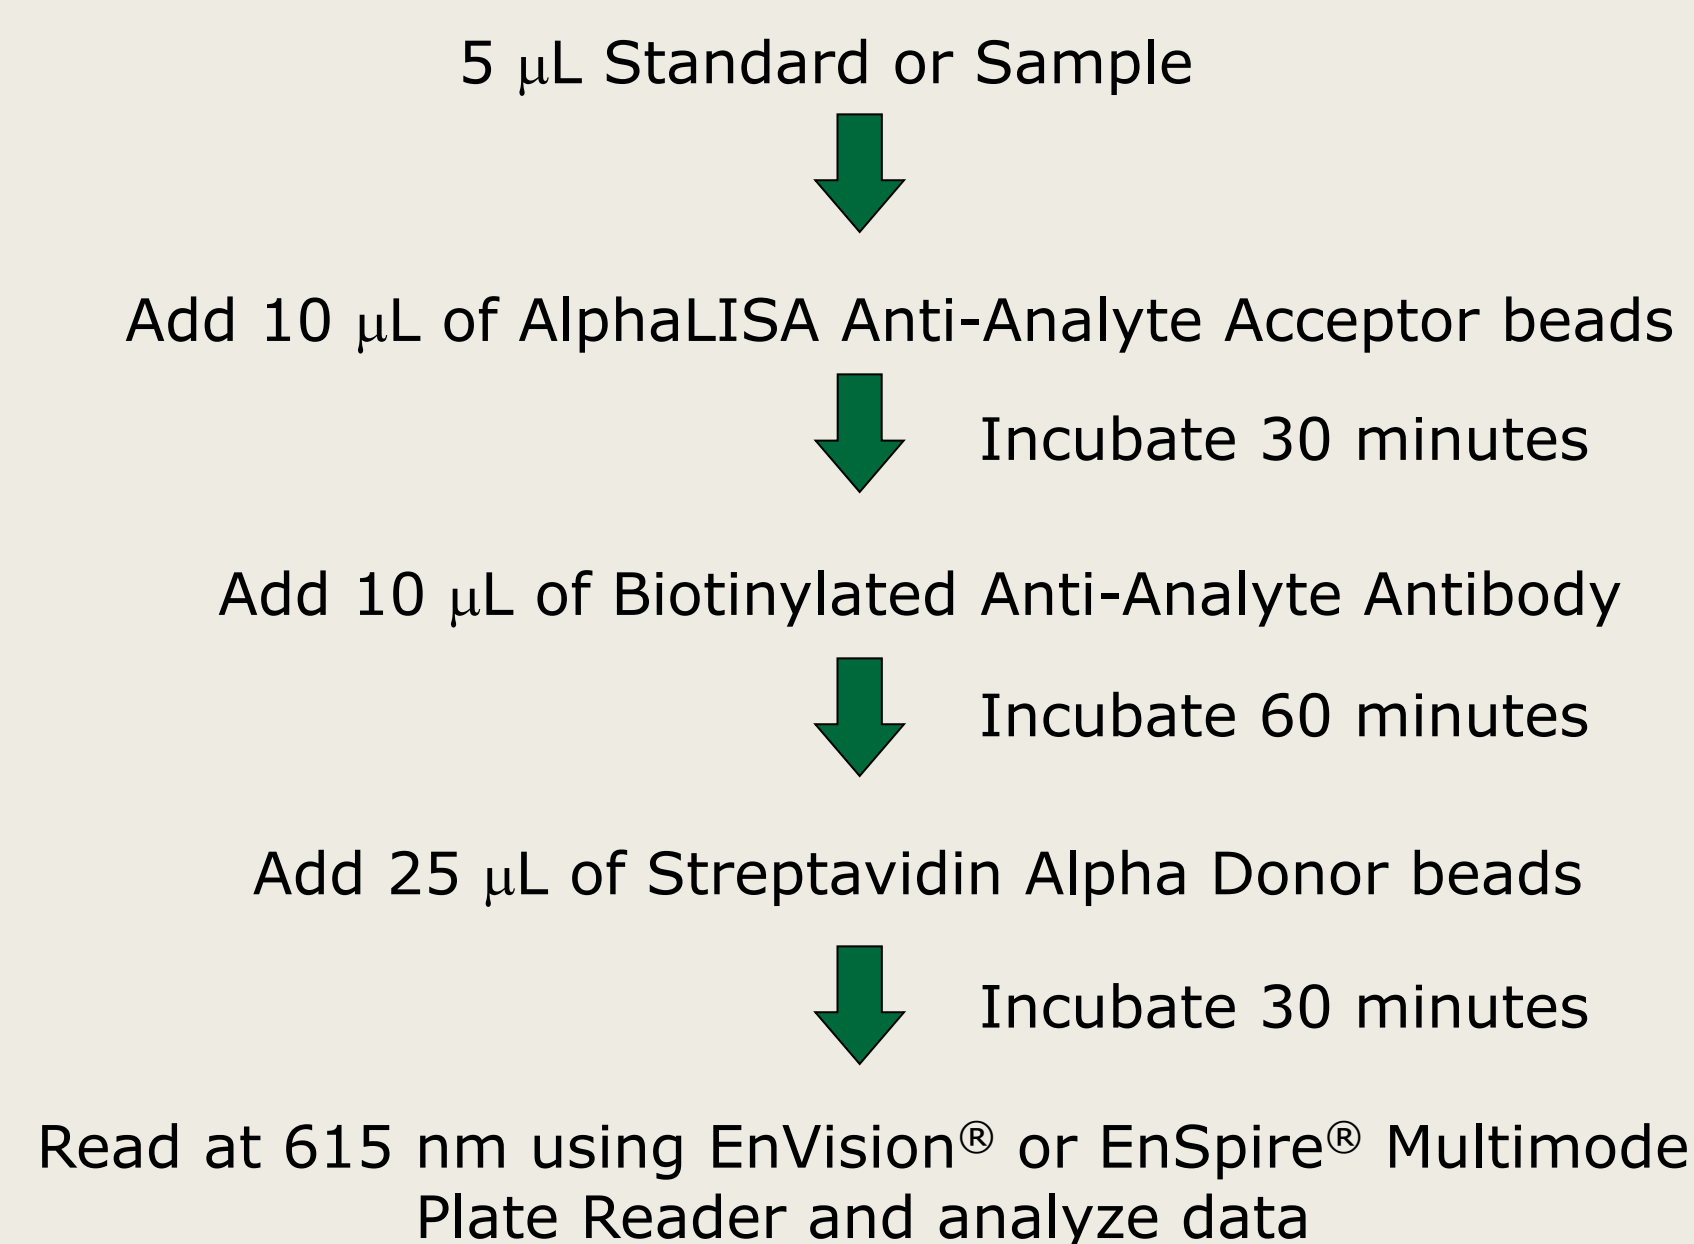 5 μL Standard or Sample
Add 10 μL of AlphaLISA Anti-Analyte Acceptor beads
Incubate 30 minutes
Add 10 μL of Biotinylated Anti-Analyte Antibody
Incubate 60 minutes
Add 25 μL of Streptavidin Alpha Donor beads
Incubate 30 minutes
Read at 615 nm using EnVision® or EnSpire® Multimode
Plate Reader and analyze data